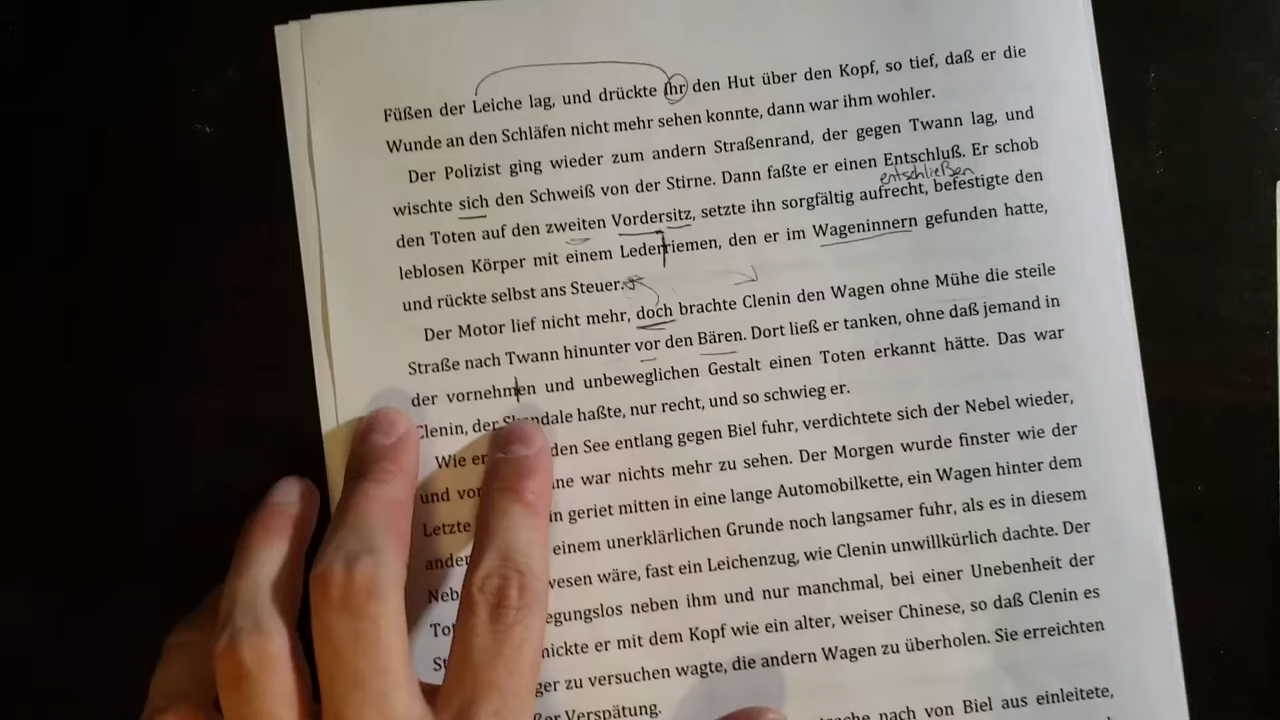 Füßen der Leiche lag, und drückte ihr den Hut über den Kopf, so tief, daß er die
Wunde an den Schläfen nicht mehr sehen konnte, dann war ihm wohler.
Der Polizist ging wieder zum andern Straßenrand, der gegen Twann lag, und
wischte sich den Schweiß von der Stirne. Dann faßte er einen Entschluß. Er schob
entschließen
den Toten auf den zweiten Vordersitz, setzte ihn sorgfältig aufrecht, befestigte den
leblosen Körper mit einem Lederriemen, den er im Wageninnern gefunden hatte,
und rückte selbst ans Steuer.
Der Motor lief nicht mehr, doch brachte Clenin den Wagen ohne Mühe die steile
Straße nach Twann hinunter vor den Bären. Dort ließ er tanken, ohne daß jemand in
der vornehmen und unbeweglichen Gestalt einen Toten erkannt hätte. Das war
Clenin, der Skandale haßte, nur recht, und so schwieg er.
Wie er den See entlang gegen Biel fuhr, verdichtete sich der Nebel wieder,
und von war nichts mehr zu sehen. Der Morgen wurde finster wie der
Letzte geriet mitten in eine lange Automobilkette, ein Wagen hinter dem
einem unerklärlichen Grunde noch langsamer fuhr, als es in diesem
wäre, fast ein Leichenzug, wie Clenin unwillkürlich dachte. Der
neben ihm und nur manchmal, bei einer Unebenheit der
nickte er mit dem Kopf wie ein alter, weiser Chinese, so daß Clenin es
zu versuchen wagte, die andern Wagen zu überholen. Sie erreichten
Verspätung.
nach von Biel aus einleitete,